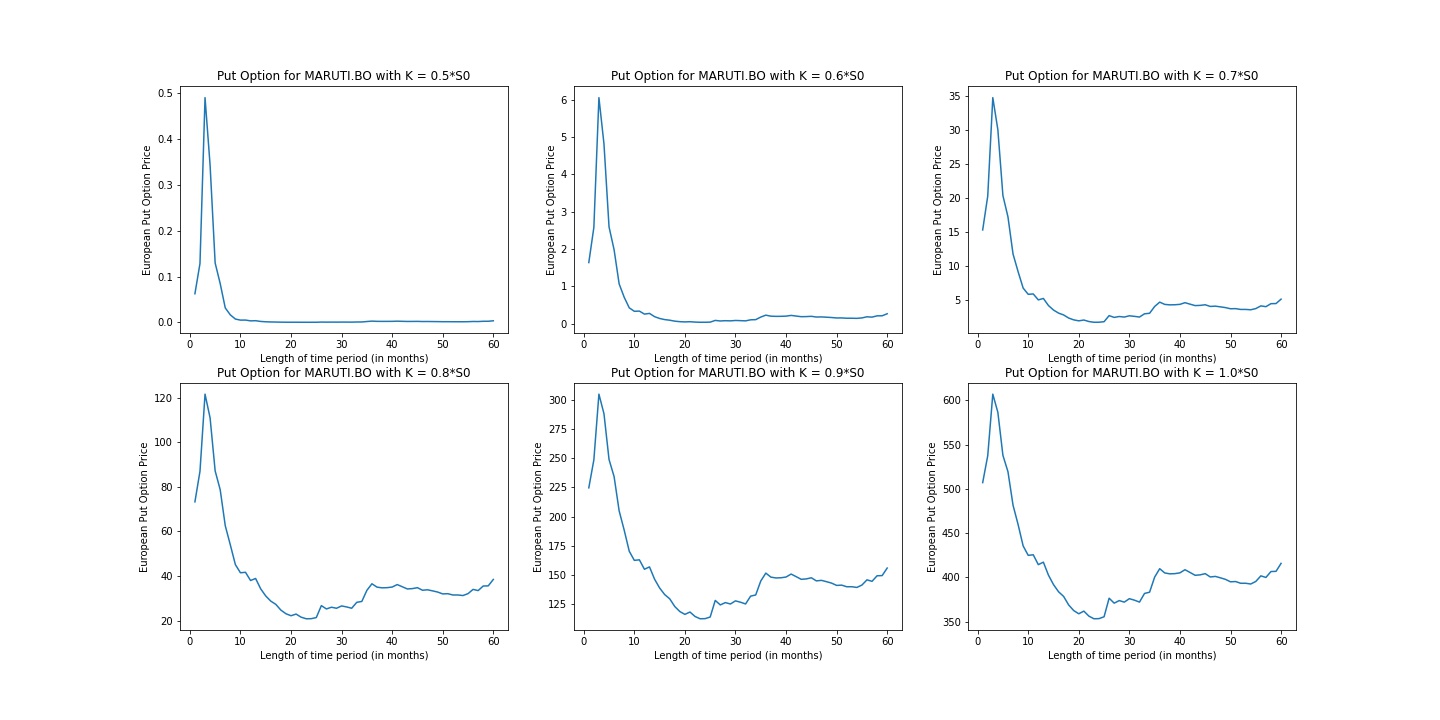 Put Option for MARUTI.BO with K = 0.5*S0
European Put Option Price
0.5
0.4
0.3
0.2
0.1
0.0
0 10 20 30 40 50 60
Length of time period (in months)
Put Option for MARUTI.BO with K = 0.6*S0
European Put Option Price
6
5
4
3
2
1
0
0 10 20 30 40 50 60
Length of time period (in months)
Put Option for MARUTI.BO with K = 0.7*S0
European Put Option Price
35
30
25
20
15
10
5
0 10 20 30 40 50 60
Length of time period (in months)
Put Option for MARUTI.BO with K = 0.8*S0
European Put Option Price
120
100
80
60
40
20
0 10 20 30 40 50 60
Length of time period (in months)
Put Option for MARUTI.BO with K = 0.9*S0
European Put Option Price
300
275
250
225
200
175
150
125
0 10 20 30 40 50 60
Length of time period (in months)
Put Option for MARUTI.BO with K = 1.0*S0
European Put Option Price
600
550
500
450
400
350
0 10 20 30 40 50 60
Length of time period (in months)